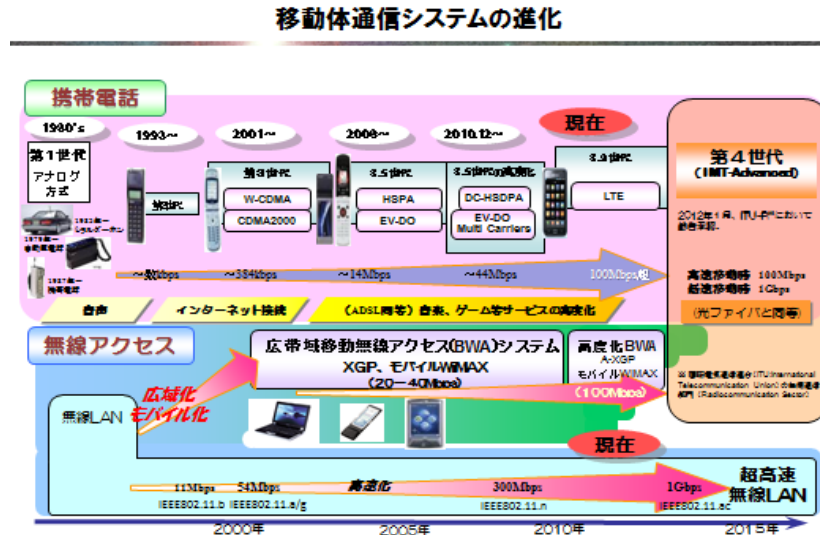 移動体通信システムの進化
携帯電話
1980's
1993～
2001～
2010.12～
現在
第1世代
アナログ
方式
第3世代
3.5世代
3.9世代
第4世代
(IMT-Advanced)
W-CDMA
CDMA2000
HSPA
EV-DO
DC-HSDPA
EV-DO
Multi Carriers
LTE
～384kbps
～14Mbps
～44Mbps
高速移動時 100Mbps
低速移動時 1Gbps
(光ファイバと同等)
音声
インターネット接続
(ADSL同等) 音楽、ゲーム等サービスの高度化
無線アクセス
広帯域移動無線アクセス(BWA)システム
XGP、モバイルWiMAX
(20－40Mbps)
高度化BWA
A-XGP
モバイルWiMAX
(100Mbps)
広域化
モバイル化
無線LAN
現在
11Mbps
54Mbps
高速化
300Mbps
1Gbps
超高速
無線LAN
IEEE802.11.b
IEEE802.11.a/g
IEEE802.11.n
IEEE802.11.ac
2000年
2005年
2010年
2015年